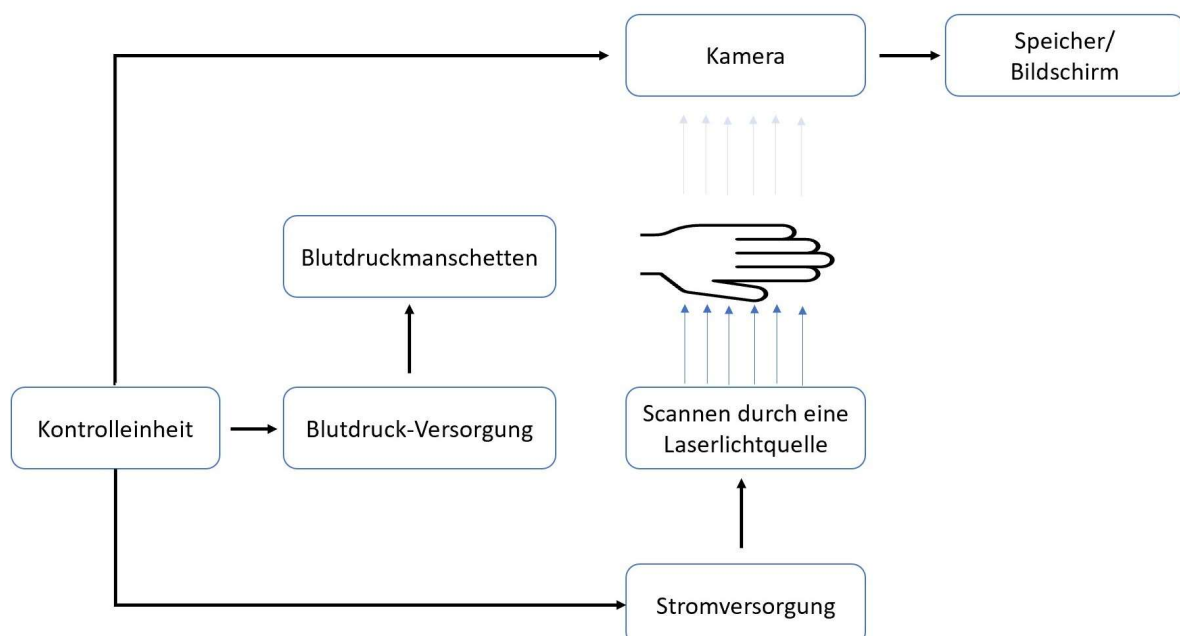 Kamera
Speicher/
Bildschirm
Blutdruckmanschetten
Kontrolleinheit
Blutdruck-Versorgung
Scannen durch eine
Laserlichtquelle
Stromversorgung